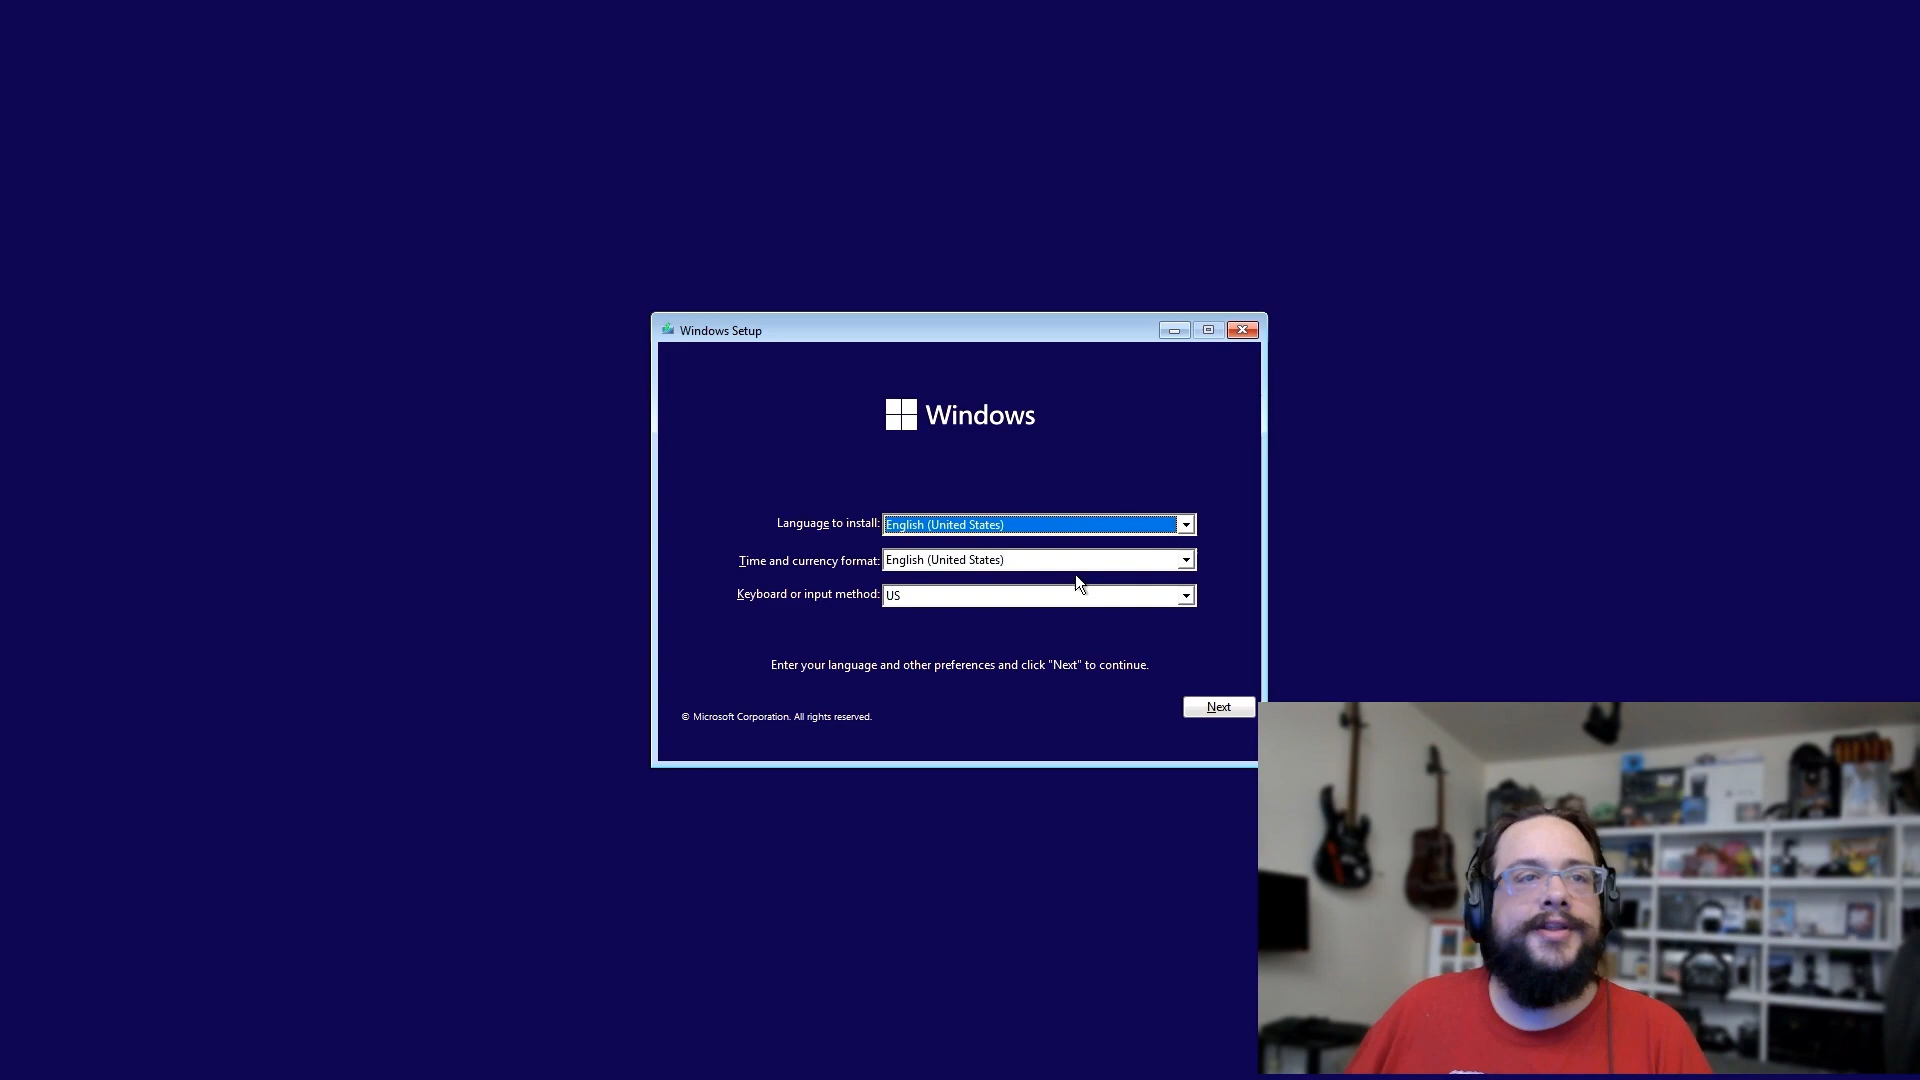 Windows Setup
Windows
Language to install: English (United States)
Time and currency format: English (United States)
Keyboard or input method: US
Enter your language and other preferences and click "Next" to continue.
Next
© Microsoft Corporation. All rights reserved.